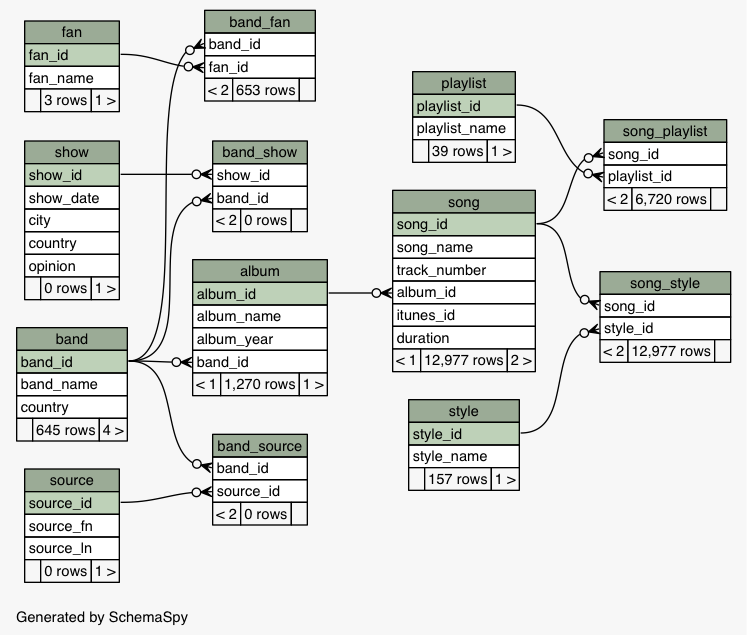 fan
fan_id
fan_name
3 rows 1 >
band_fan
band_id
fan_id
< 2 653 rows
show
show_id
show_date
city
country
opinion
0 rows 1 >
band_show
show_id
band_id
< 2 0 rows
album
album_id
album_name
album_year
band_id
< 1 1,270 rows 1 >
band
band_id
band_name
country
645 rows 4 >
band_source
band_id
source_id
< 2 0 rows
source
source_id
source_fn
source_ln
0 rows 1 >
playlist
playlist_id
playlist_name
39 rows 1 >
song_playlist
song_id
playlist_id
< 2 6,720 rows
song
song_id
song_name
track_number
album_id
itunes_id
duration
< 1 12,977 rows 2 >
song_style
song_id
style_id
< 2 12,977 rows
style
style_id
style_name
157 rows 1 >
Generated by SchemaSpy